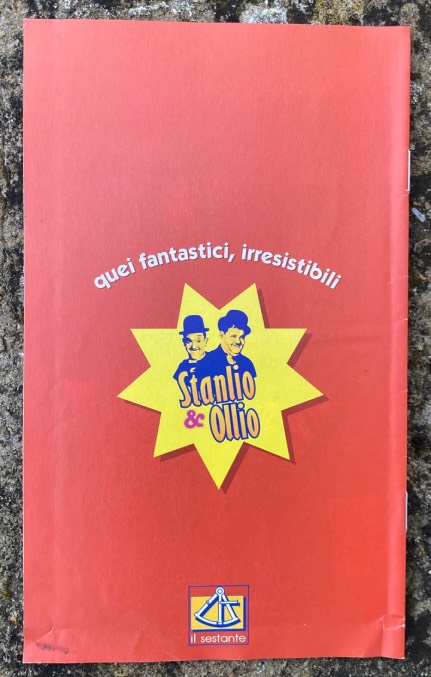 quei fantastici, irresistibili
Stanlio
& Ollio
il sestante